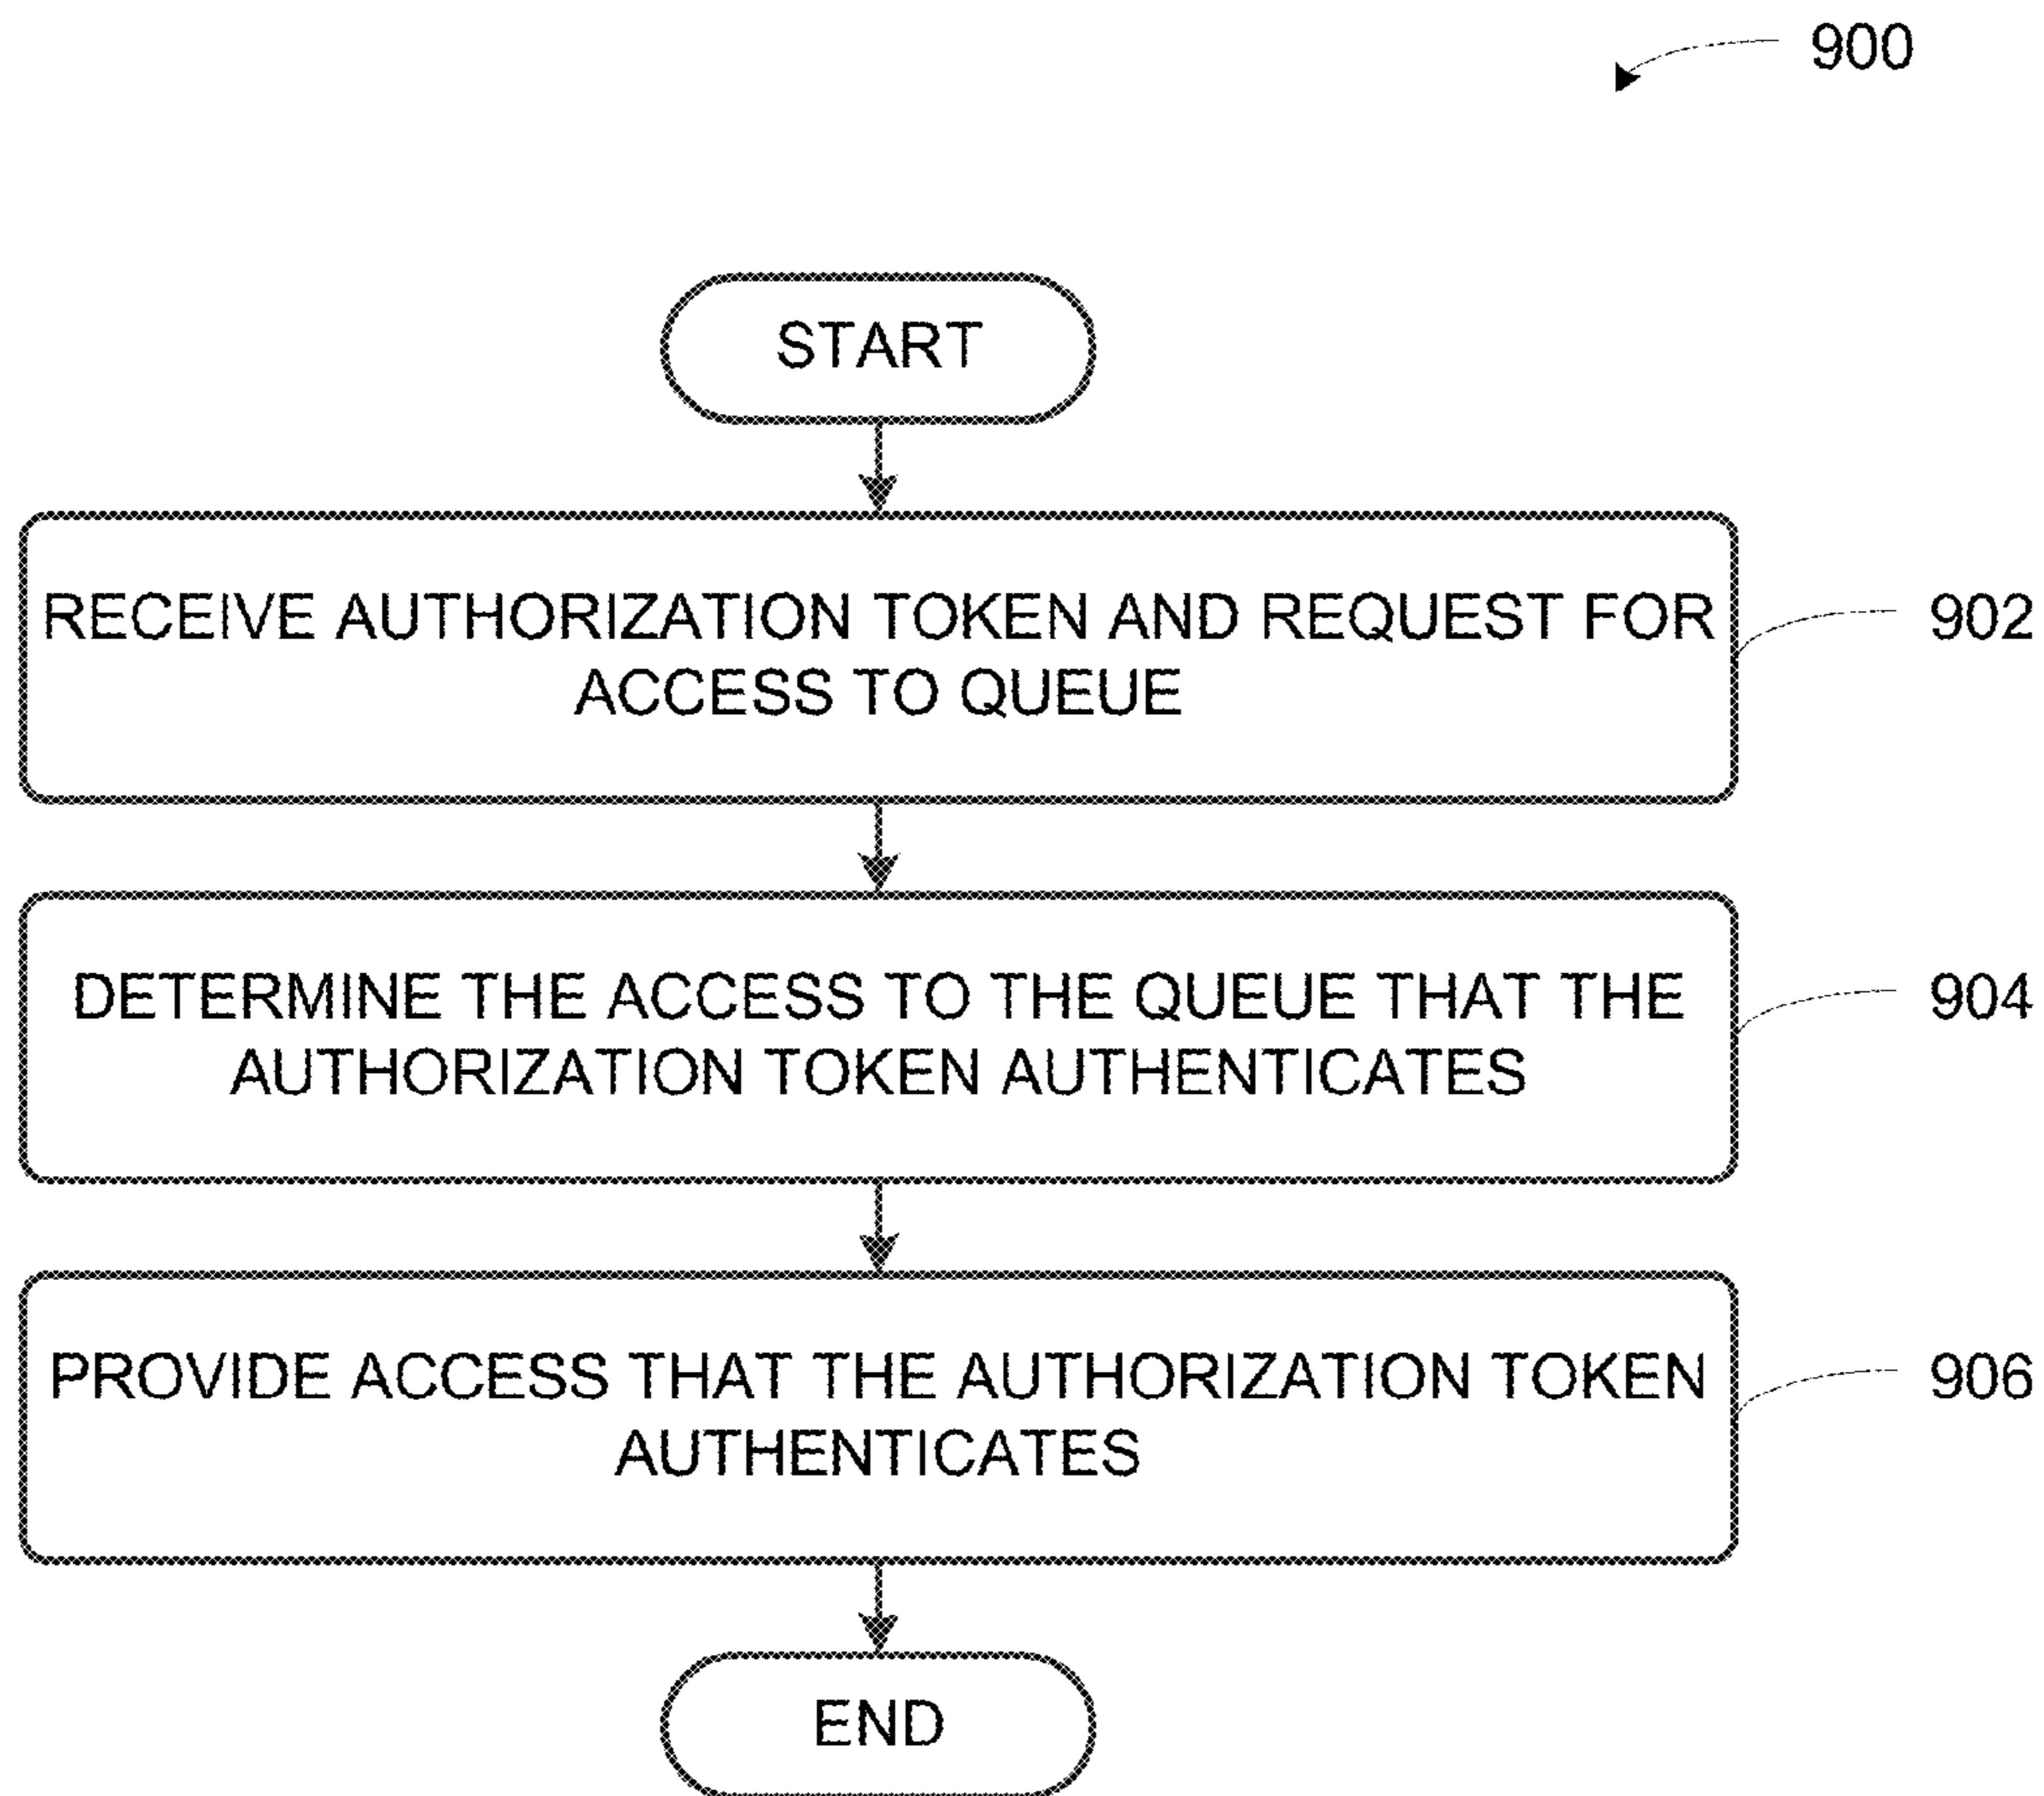 900
START
RECEIVE AUTHORIZATION TOKEN AND REQUEST FOR
ACCESS TO QUEUE
902
DETERMINE THE ACCESS TO THE QUEUE THAT THE
AUTHORIZATION TOKEN AUTHENTICATES
904
PROVIDE ACCESS THAT THE AUTHORIZATION TOKEN
AUTHENTICATES
906
END